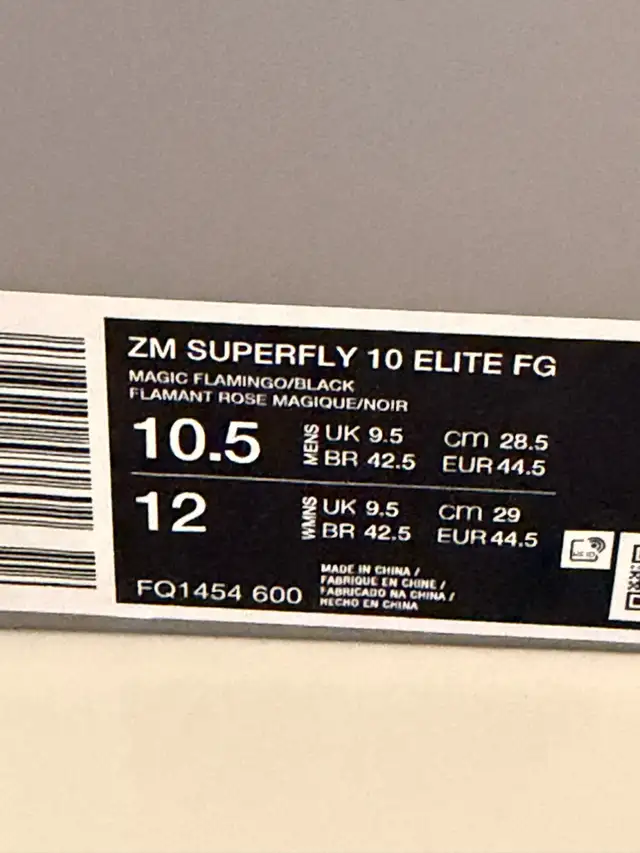 ZM SUPERFLY 10 ELITE FG
MAGIC FLAMINGO/BLACK
FLAMANT ROSE MAGIQUE/NOIR
10.5 MENS UK 9.5 cm 28.5
BR 42.5 EUR 44.5
12 WMNS UK 9.5 cm 29
BR 42.5 EUR 44.5
FQ1454 600
MADE IN CHINA /
FABRIQUE EN CHINE /
FABRICADO NA CHINA /
HECHO EN CHINA